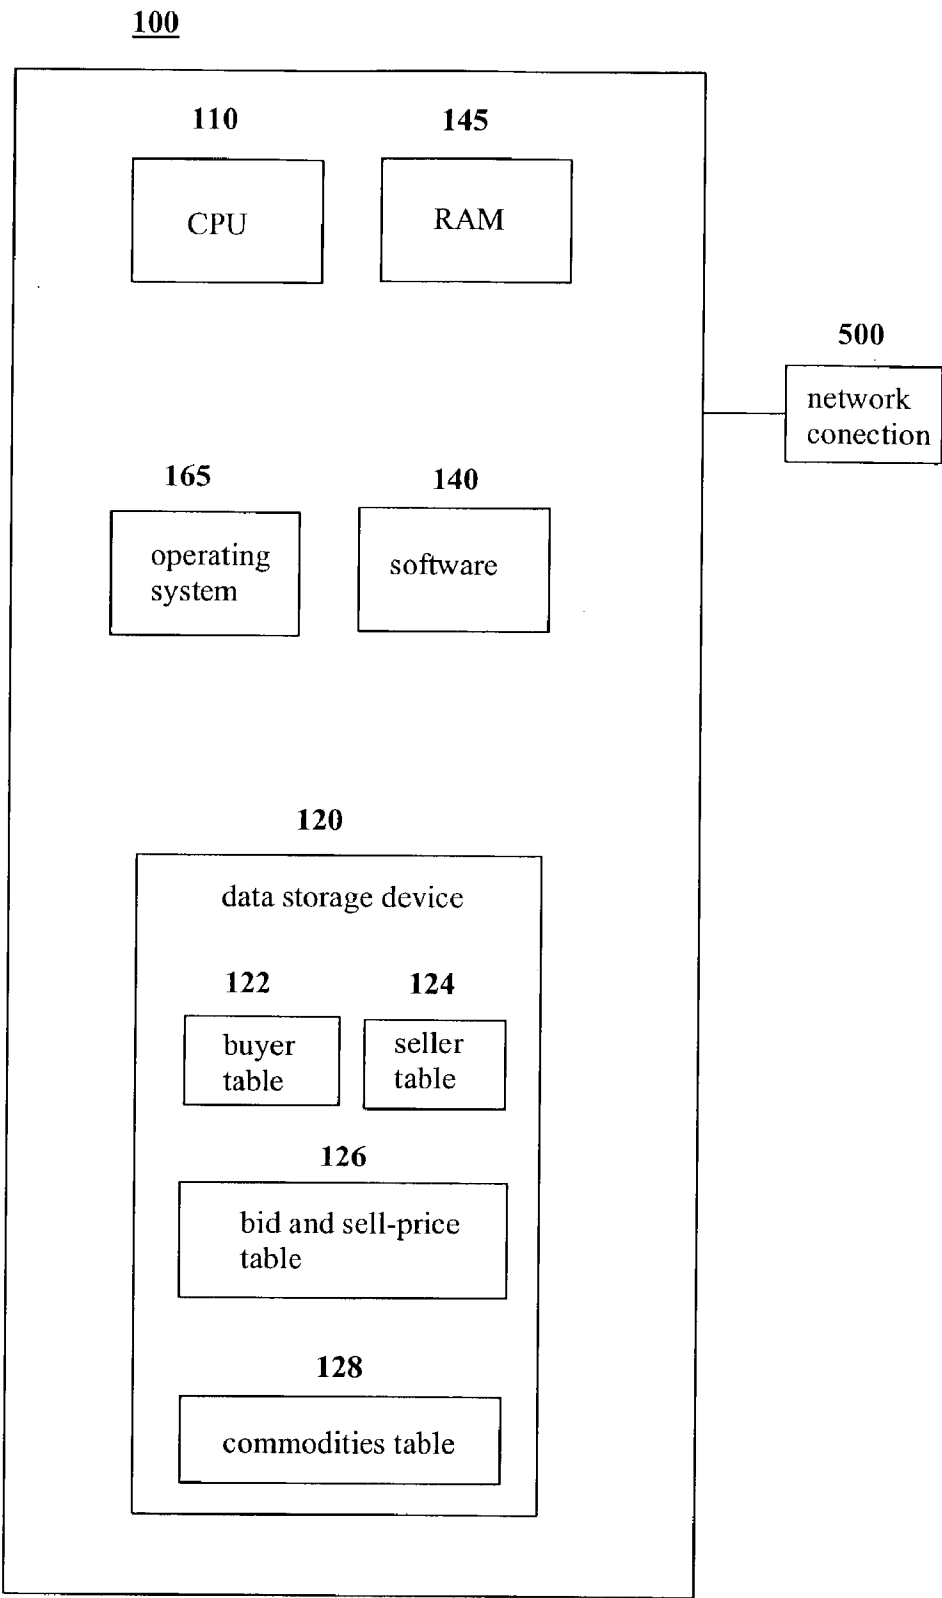 100
110
145
CPU
RAM
500
network
conection
165
140
operating
system
software
120
data storage device
122
124
buyer
table
seller
table
126
bid and sell-price
table
128
commodities table